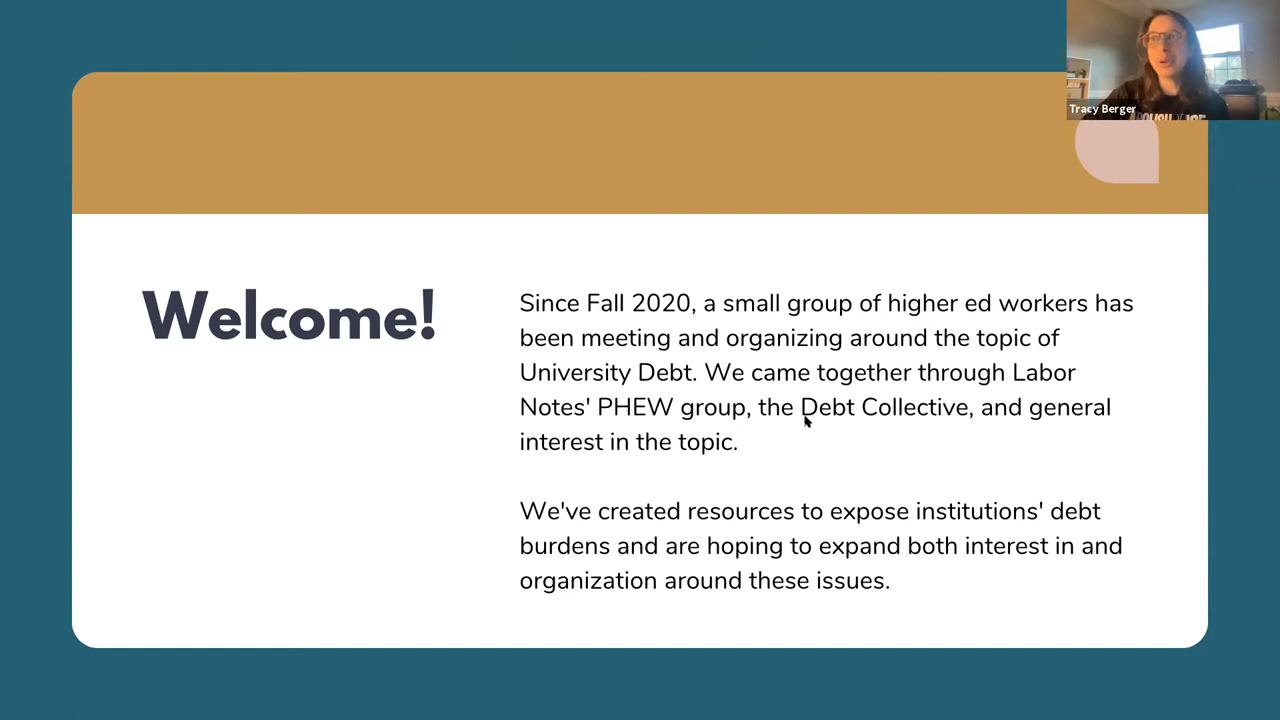 Tracy Berger
Welcome!
Since Fall 2020, a small group of higher ed workers has
been meeting and organizing around the topic of
University Debt. We came together through Labor
Notes' PHEW group, the Debt Collective, and general
interest in the topic.
We've created resources to expose institutions' debt
burdens and are hoping to expand both interest in and
organization around these issues.